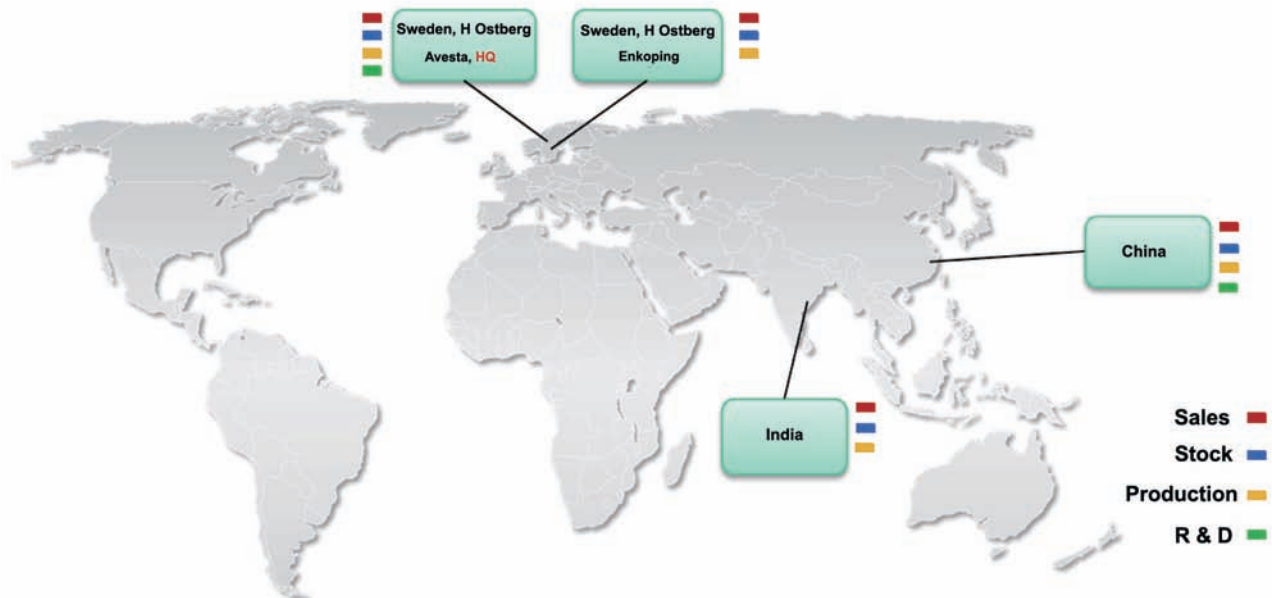 Sweden, H Ostberg
Avesta, HQ
Sweden, H Ostberg
Enkoping
China
India
Sales
Stock
Production
R & D